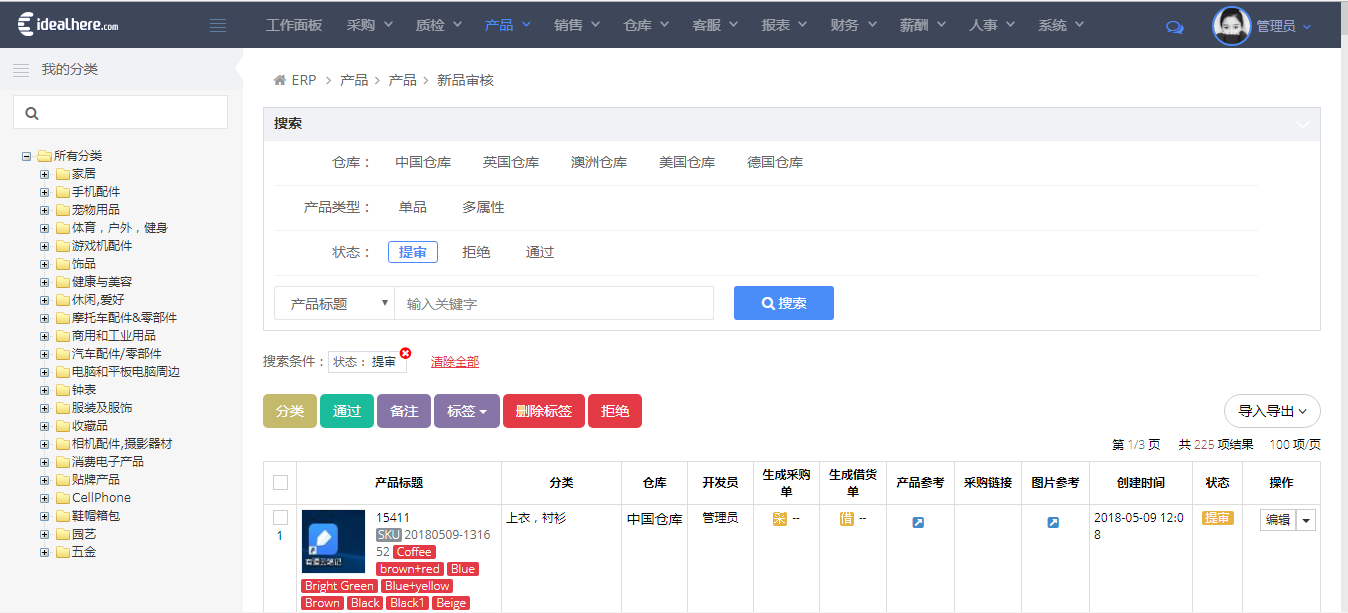 idealhere.com
工作面板 采购 质检 产品 销售 仓库 客服 报表 财务 薪酬 人事 系统 管理员
我的分类
所有分类
家居
手机配件
宠物用品
体育，户外，健身
游戏机配件
饰品
健康与美容
休闲,爱好
摩托车配件&零部件
商用和工业用品
汽车配件/零部件
电脑和平板电脑周边
钟表
服装及服饰
收藏品
相机配件,摄影器材
消费电子产品
贴牌产品
CellPhone
鞋帽箱包
园艺
五金
ERP > 产品 > 产品 > 新品审核
搜索
仓库： 中国仓库 英国仓库 澳洲仓库 美国仓库 德国仓库
产品类型： 单品 多属性
状态： 提审 拒绝 通过
产品标题 输入关键字 搜索
搜索条件： 状态： 提审 清除全部
分类 通过 备注 标签 删除标签 拒绝 导入导出
第 1/3 页 共 225 项结果 100 项/页
产品标题 分类 仓库 开发员 生成采购单 生成借货单 产品参考 采购链接 图片参考 创建时间 状态 操作
1
有道云笔记
15411
SKU 20180509-1316
52 Coffee
brown+red Blue
Bright Green Blue+yellow
Brown Black Black1 Beige
上衣，衬衫
中国仓库
管理员
采 --
借 --
2018-05-09 12:0
8
提审
编辑